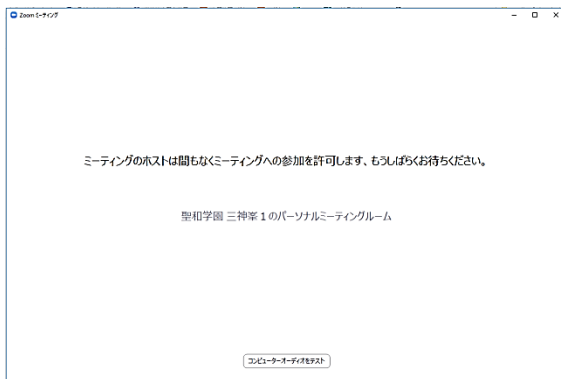 Zoom ミーティング
ミーティングのホストは間もなくミーティングへの参加を許可します、もうしばらくお待ちください。
聖和学園 三神峯 1 のパーソナルミーティングルーム
コンピューターオーディオをテスト